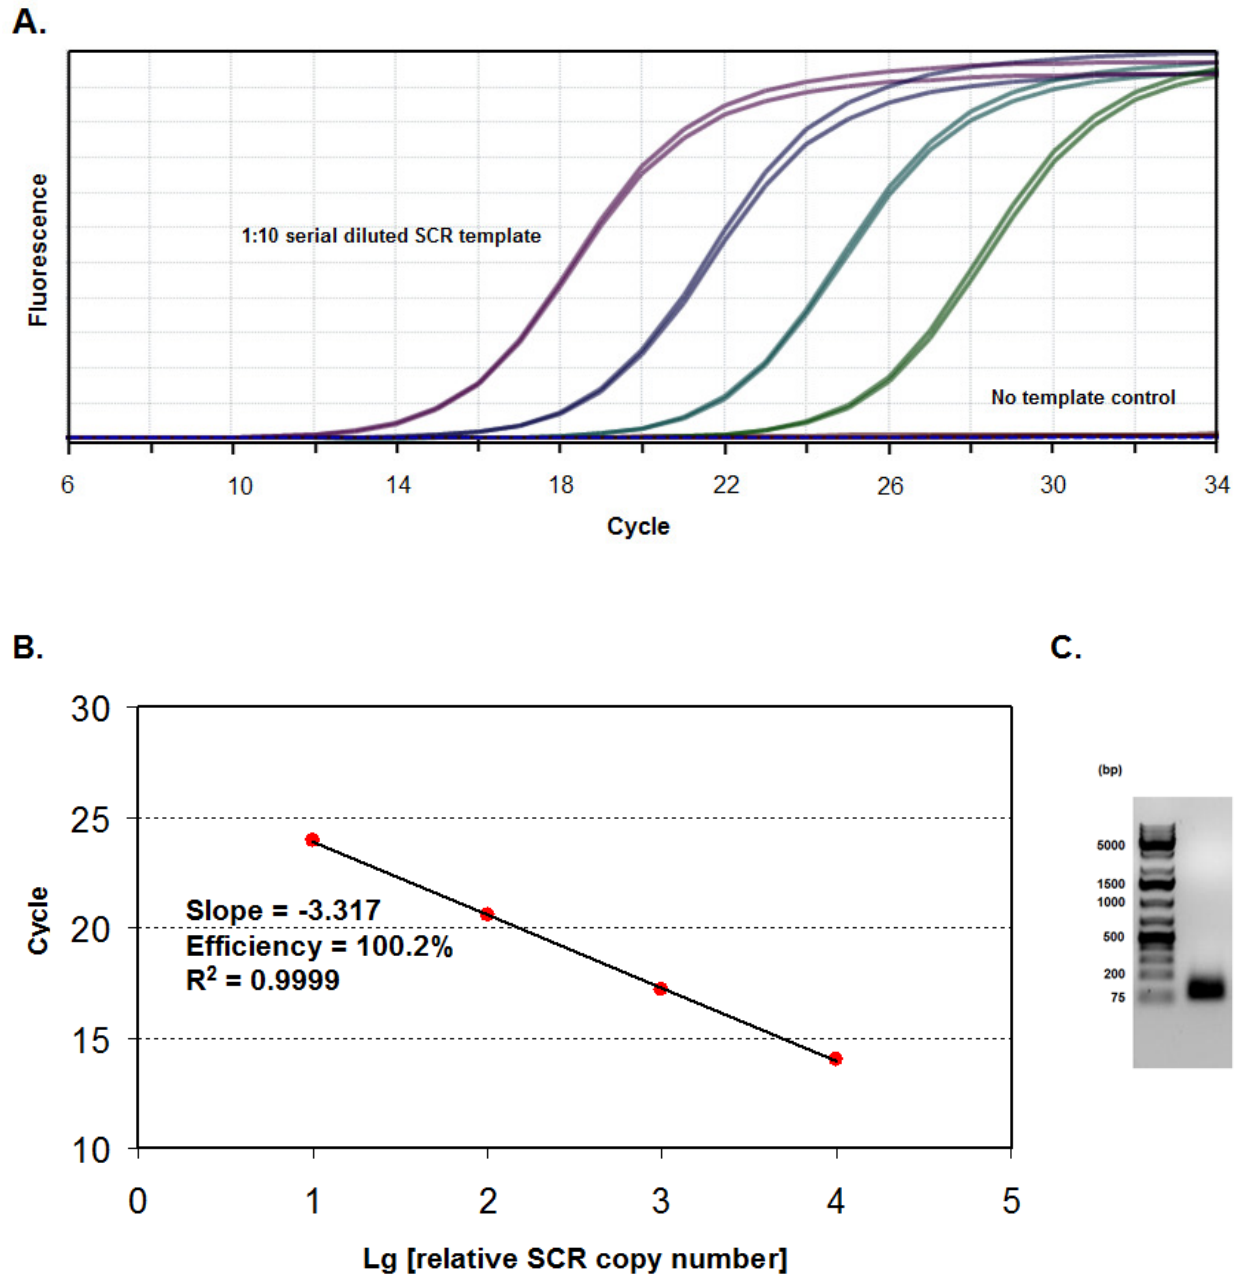 A.
Fluorescence
1:10 serial diluted SCR template
No template control
6 10 14 18 22 26 30 34
Cycle
B.
30
25
20
15
10
Cycle
Slope = -3.317
Efficiency = 100.2%
R² = 0.9999
0 1 2 3 4 5
Lg [relative SCR copy number]
C.
(bp)
5000
1500
1000
500
200
75